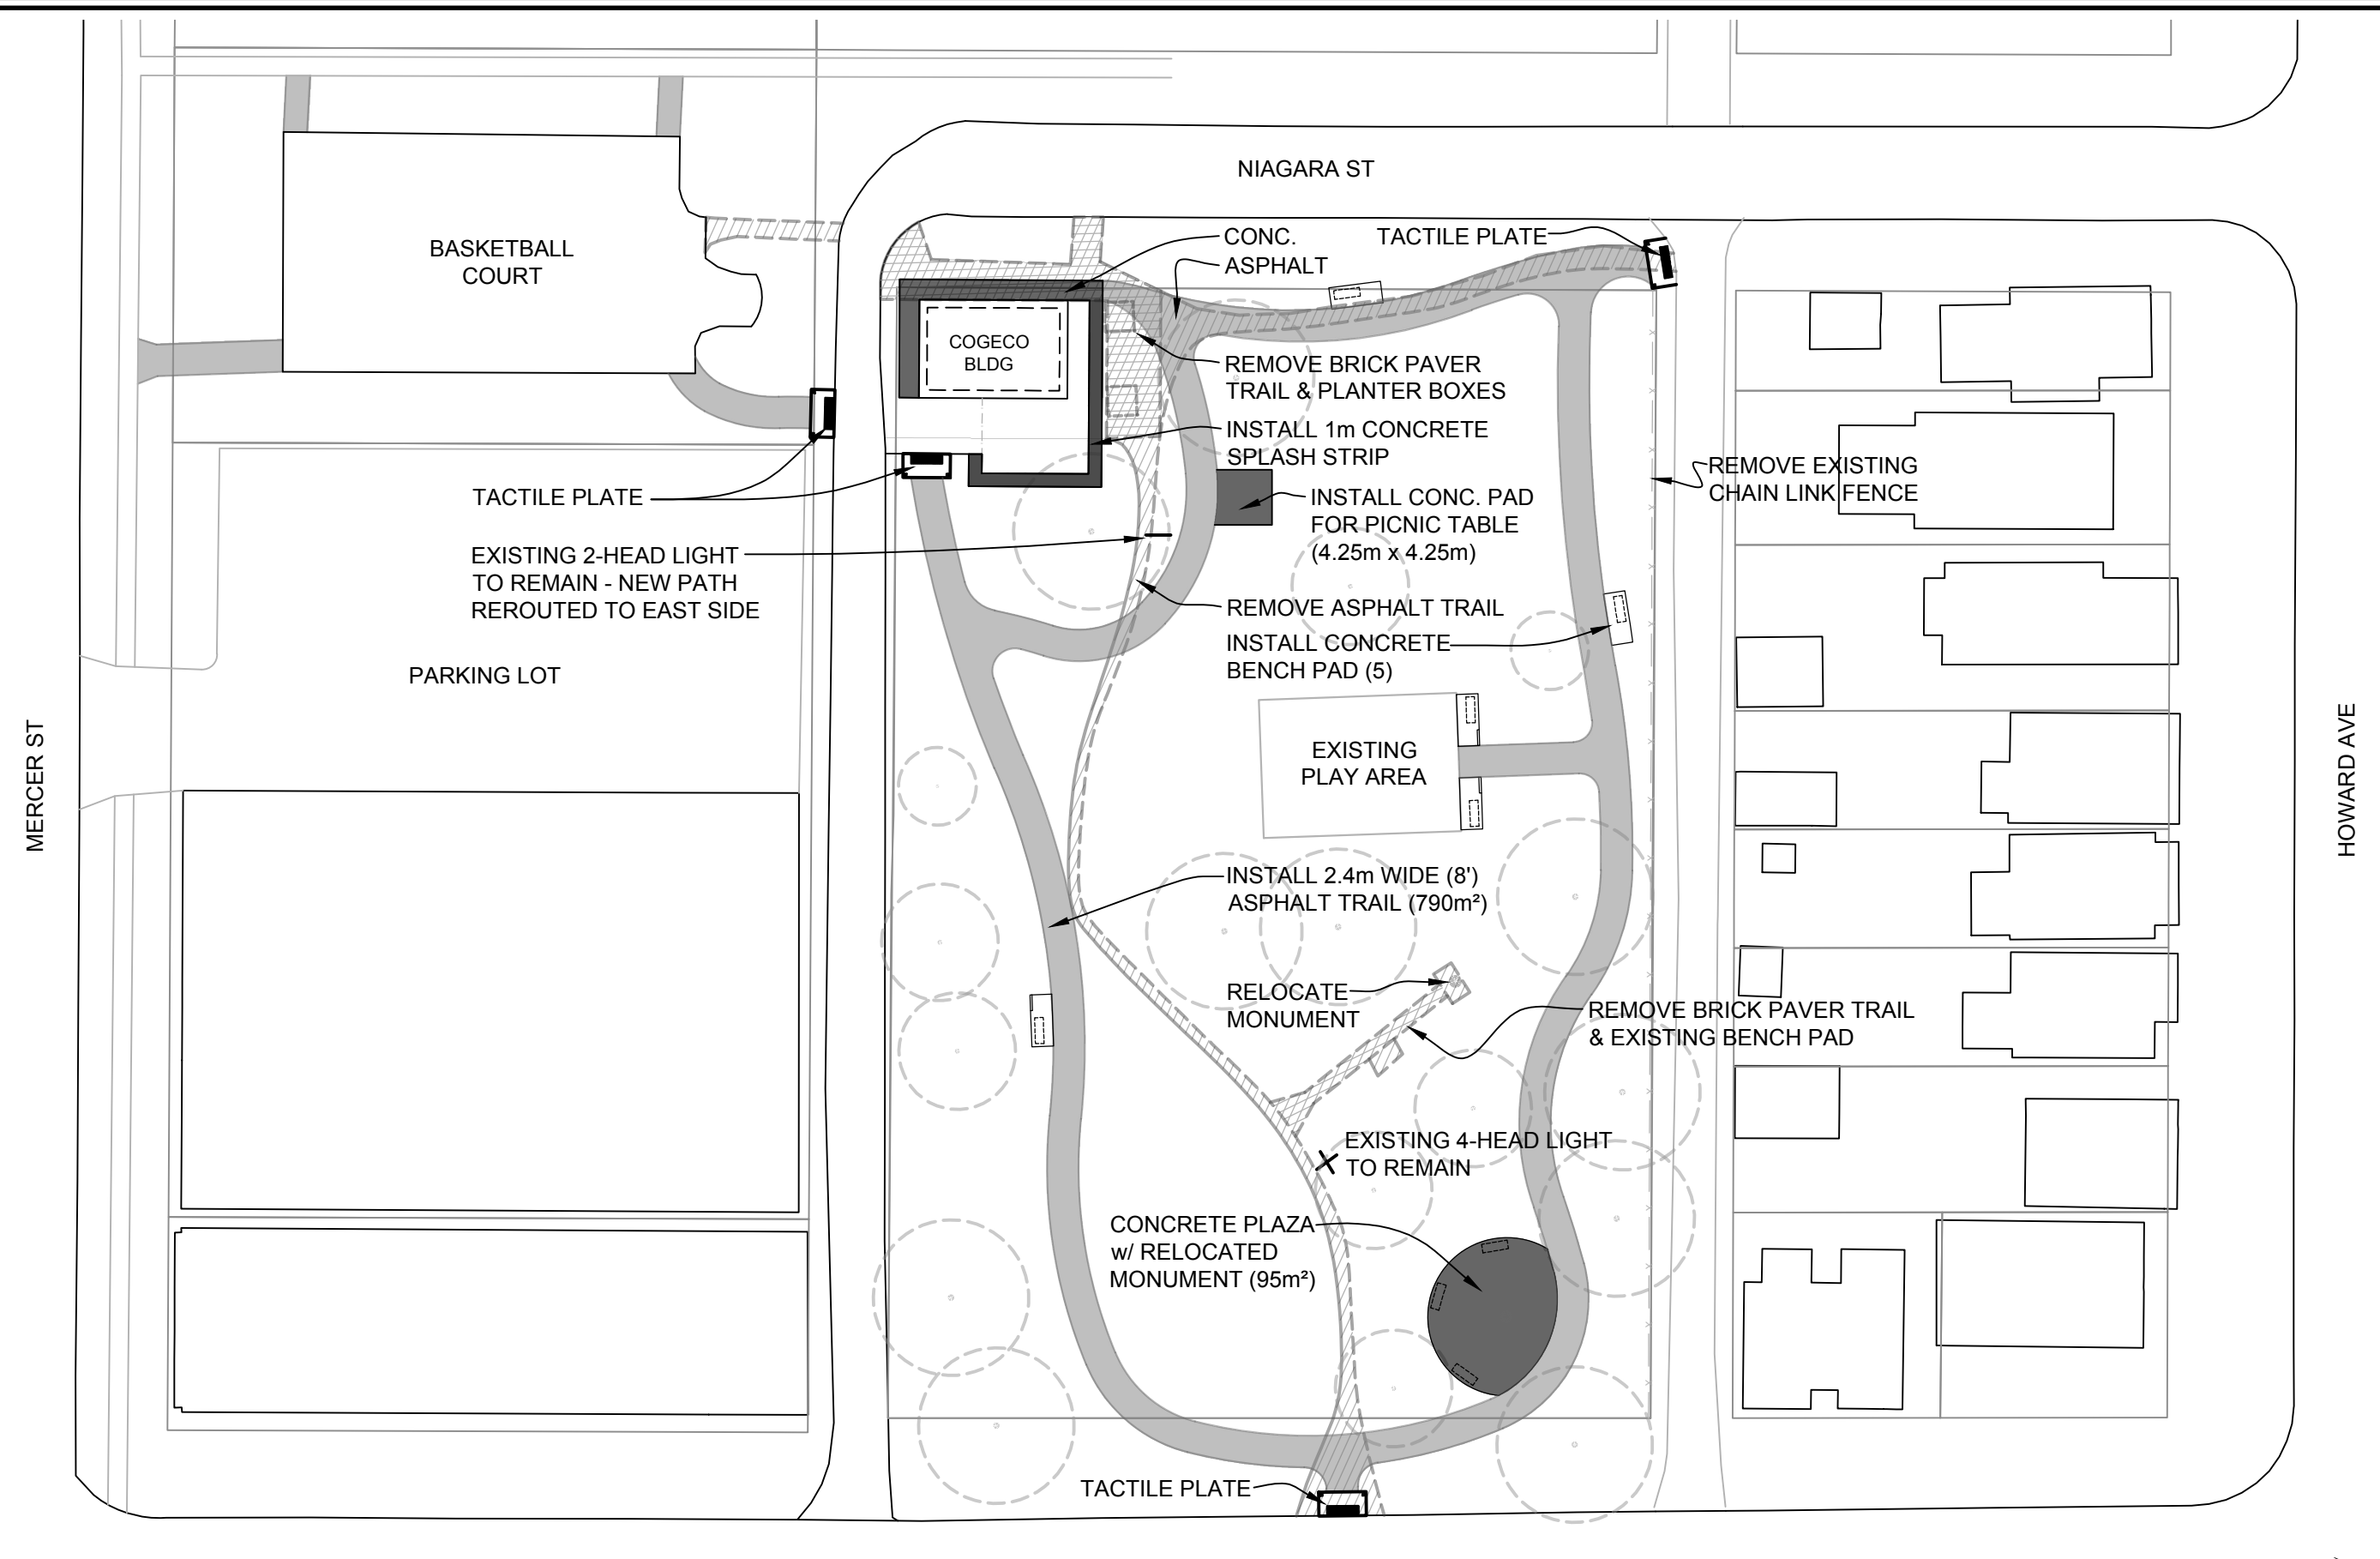 NIAGARA ST
CONC.
ASPHALT
TACTILE PLATE
BASKETBALL
COURT
COGECO
BLDG
REMOVE BRICK PAVER
TRAIL & PLANTER BOXES
INSTALL 1m CONCRETE
SPLASH STRIP
REMOVE EXISTING
CHAIN LINK FENCE
TACTILE PLATE
INSTALL CONC. PAD
FOR PICNIC TABLE
(4.25m x 4.25m)
EXISTING 2-HEAD LIGHT
TO REMAIN - NEW PATH
REROUTED TO EAST SIDE
REMOVE ASPHALT TRAIL
INSTALL CONCRETE
BENCH PAD (5)
PARKING LOT
MERCER ST
EXISTING
PLAY AREA
HOWARD AVE
INSTALL 2.4m WIDE (8')
ASPHALT TRAIL (790m²)
RELOCATE
MONUMENT
REMOVE BRICK PAVER TRAIL
& EXISTING BENCH PAD
EXISTING 4-HEAD LIGHT
TO REMAIN
CONCRETE PLAZA
w/ RELOCATED
MONUMENT (95m²)
TACTILE PLATE